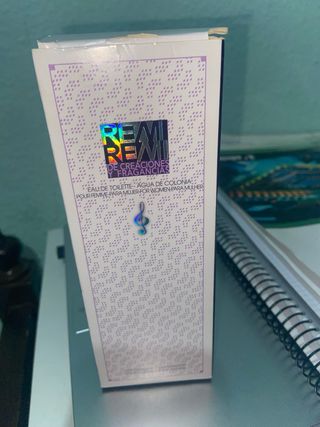 REMI
REMI
DE CREACIONES
Y FRAGANCIAS
EAU DE TOILETTE - AGUA DE COLONIA
POUR FEMME/PARA MUJER/FOR WOMEN/PARA MULHER